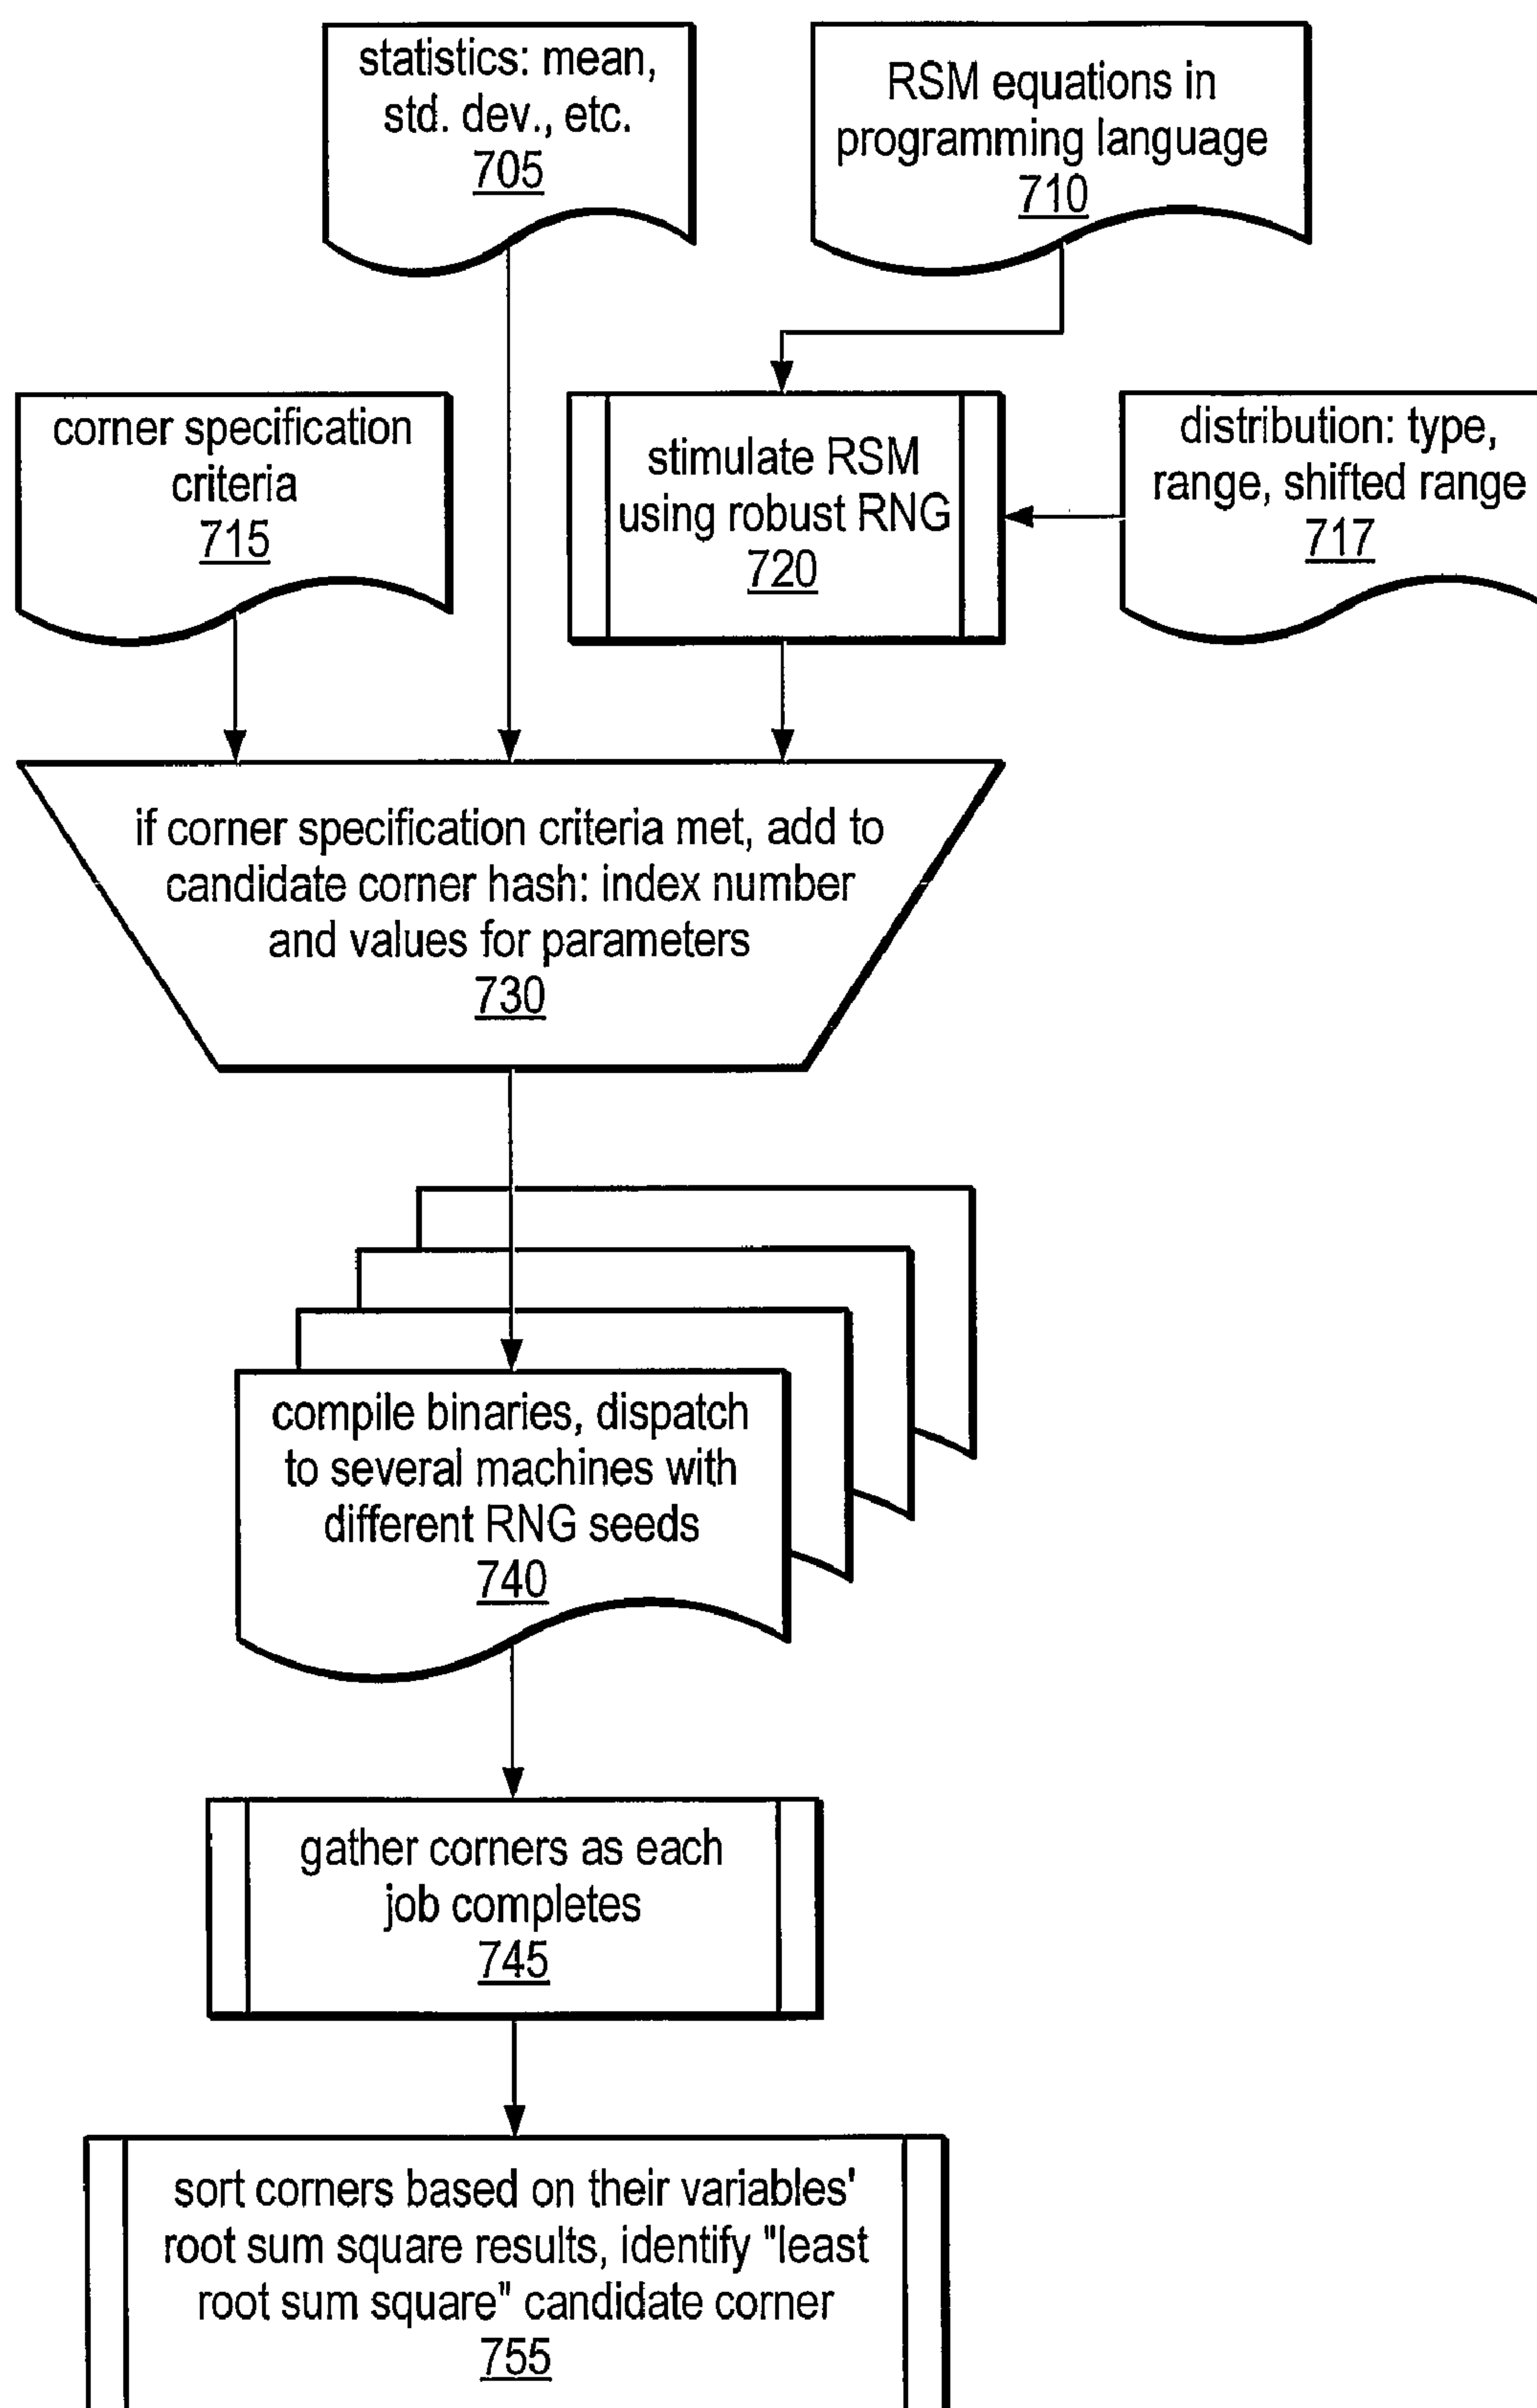 statistics: mean,
std. dev., etc.
705
RSM equations in
programming language
710
corner specification
criteria
715
stimulate RSM
using robust RNG
720
distribution: type,
range, shifted range
717
if corner specification criteria met, add to
candidate corner hash: index number
and values for parameters
730
compile binaries, dispatch
to several machines with
different RNG seeds
740
gather corners as each
job completes
745
sort corners based on their variables'
root sum square results, identify "least
root sum square" candidate corner
755